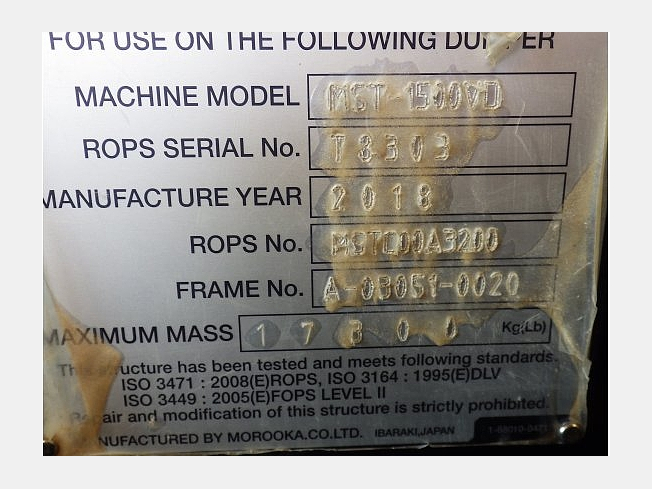 FOR USE ON THE FOLLOWING DUMPER
MACHINE MODEL MST-1500VD
ROPS SERIAL No. T8303
MANUFACTURE YEAR 2018
ROPS No.
FRAME No. A-03051-0020
MAXIMUM MASS 17300 Kg(Lb)
This structure has been tested and meets following standards.
ISO 3471 : 2008(E)ROPS, ISO 3164 : 1995(E)DLV
ISO 3449 : 2005(E)FOPS LEVEL II
Repair and modification of this structure is strictly prohibited.
MANUFACTURED BY MOROOKA.CO.LTD. IBARAKI,JAPAN